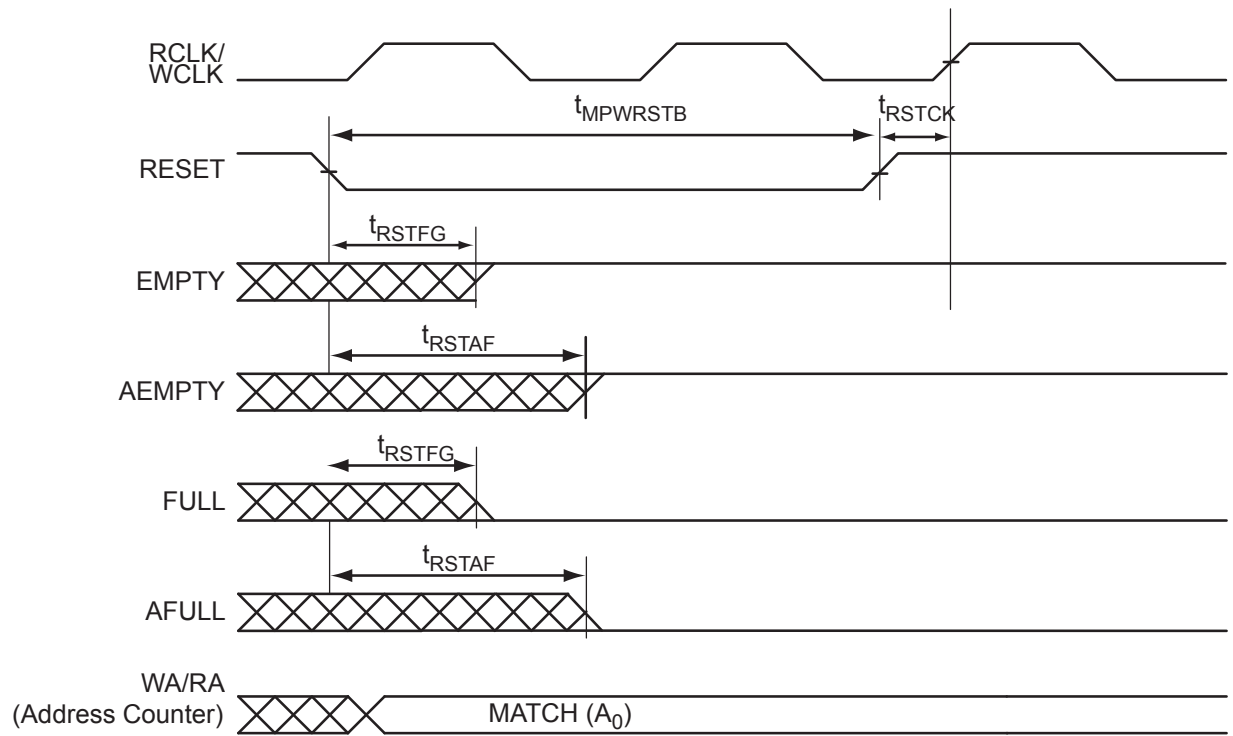 RCLK/
WCLK
tMPWRSTB
tRSTCK
RESET
tRSTFG
EMPTY
tRSTAF
AEMPTY
tRSTFG
FULL
tRSTAF
AFULL
WA/RA
(Address Counter)
MATCH (A0)